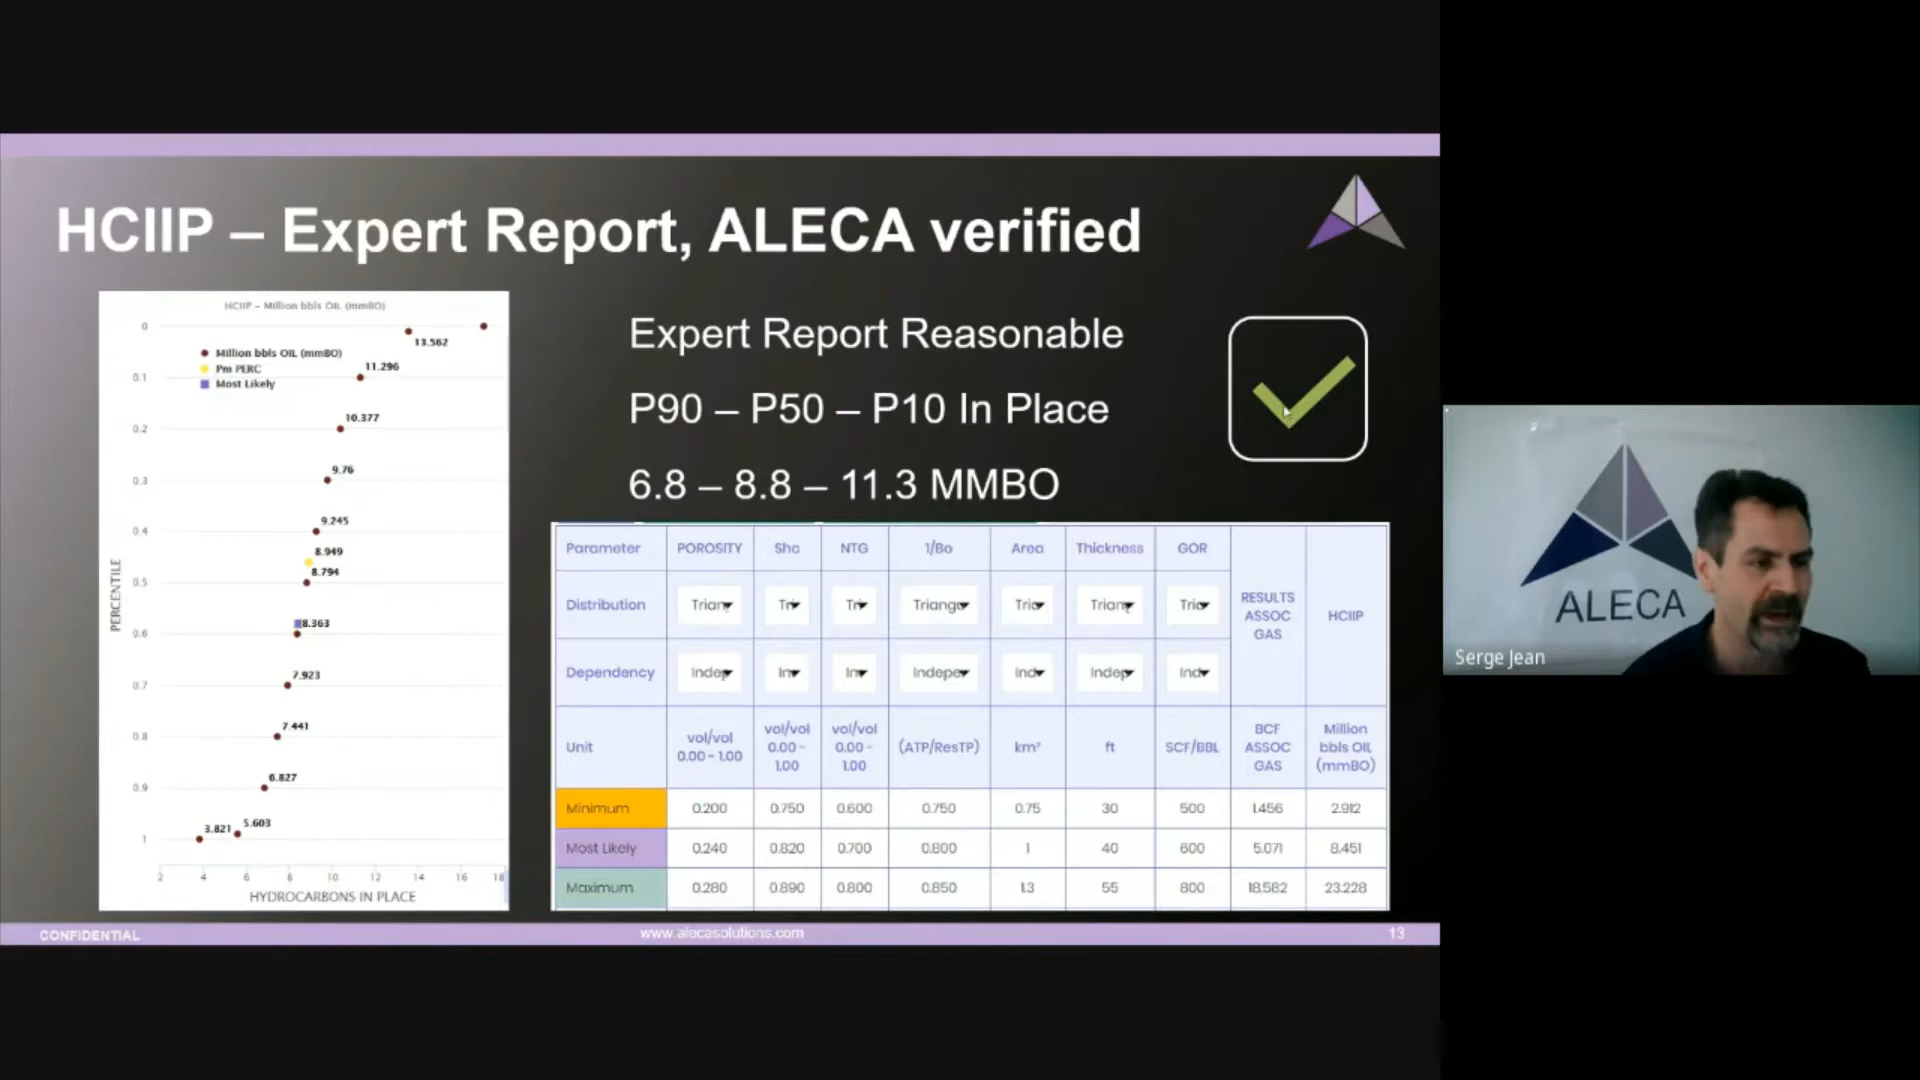 HCIIP – Expert Report, ALECA verified
HCIIP – Million bbls OIL (mmBO)
Million bbls OIL (mmBO)
Pm PERC
Most Likely
0
0.1
0.2
0.3
0.4
0.5
0.6
0.7
0.8
0.9
1
13.562
11.296
10.377
9.76
9.245
8.949
8.794
8.363
7.923
7.441
6.827
5.603
3.821
PERCENTILE
2 4 6 8 10 12 14 16 18
HYDROCARBONS IN PLACE
Expert Report Reasonable
P90 – P50 – P10 In Place
6.8 – 8.8 – 11.3 MMBO
Parameter POROSITY Shc NTG 1/Bo Area Thickness GOR RESULTS ASSOC GAS HCIIP
Distribution Triang Tri Tri Triangu Tria Triang Tria
Dependency Indep In In Indepe Ind Indep Ind
Unit vol/vol 0.00 - 1.00 vol/vol 0.00 - 1.00 vol/vol 0.00 - 1.00 (ATP/ResTP) km² ft SCF/BBL BCF ASSOC GAS Million bbls OIL (mmBO)
Minimum 0.200 0.750 0.600 0.750 0.75 30 500 1.456 2.912
Most Likely 0.240 0.820 0.700 0.800 1 40 600 5.071 8.451
Maximum 0.280 0.890 0.800 0.850 1.3 55 800 18.582 23.228
CONFIDENTIAL
www.alecasolutions.com
13
ALECA
Serge Jean